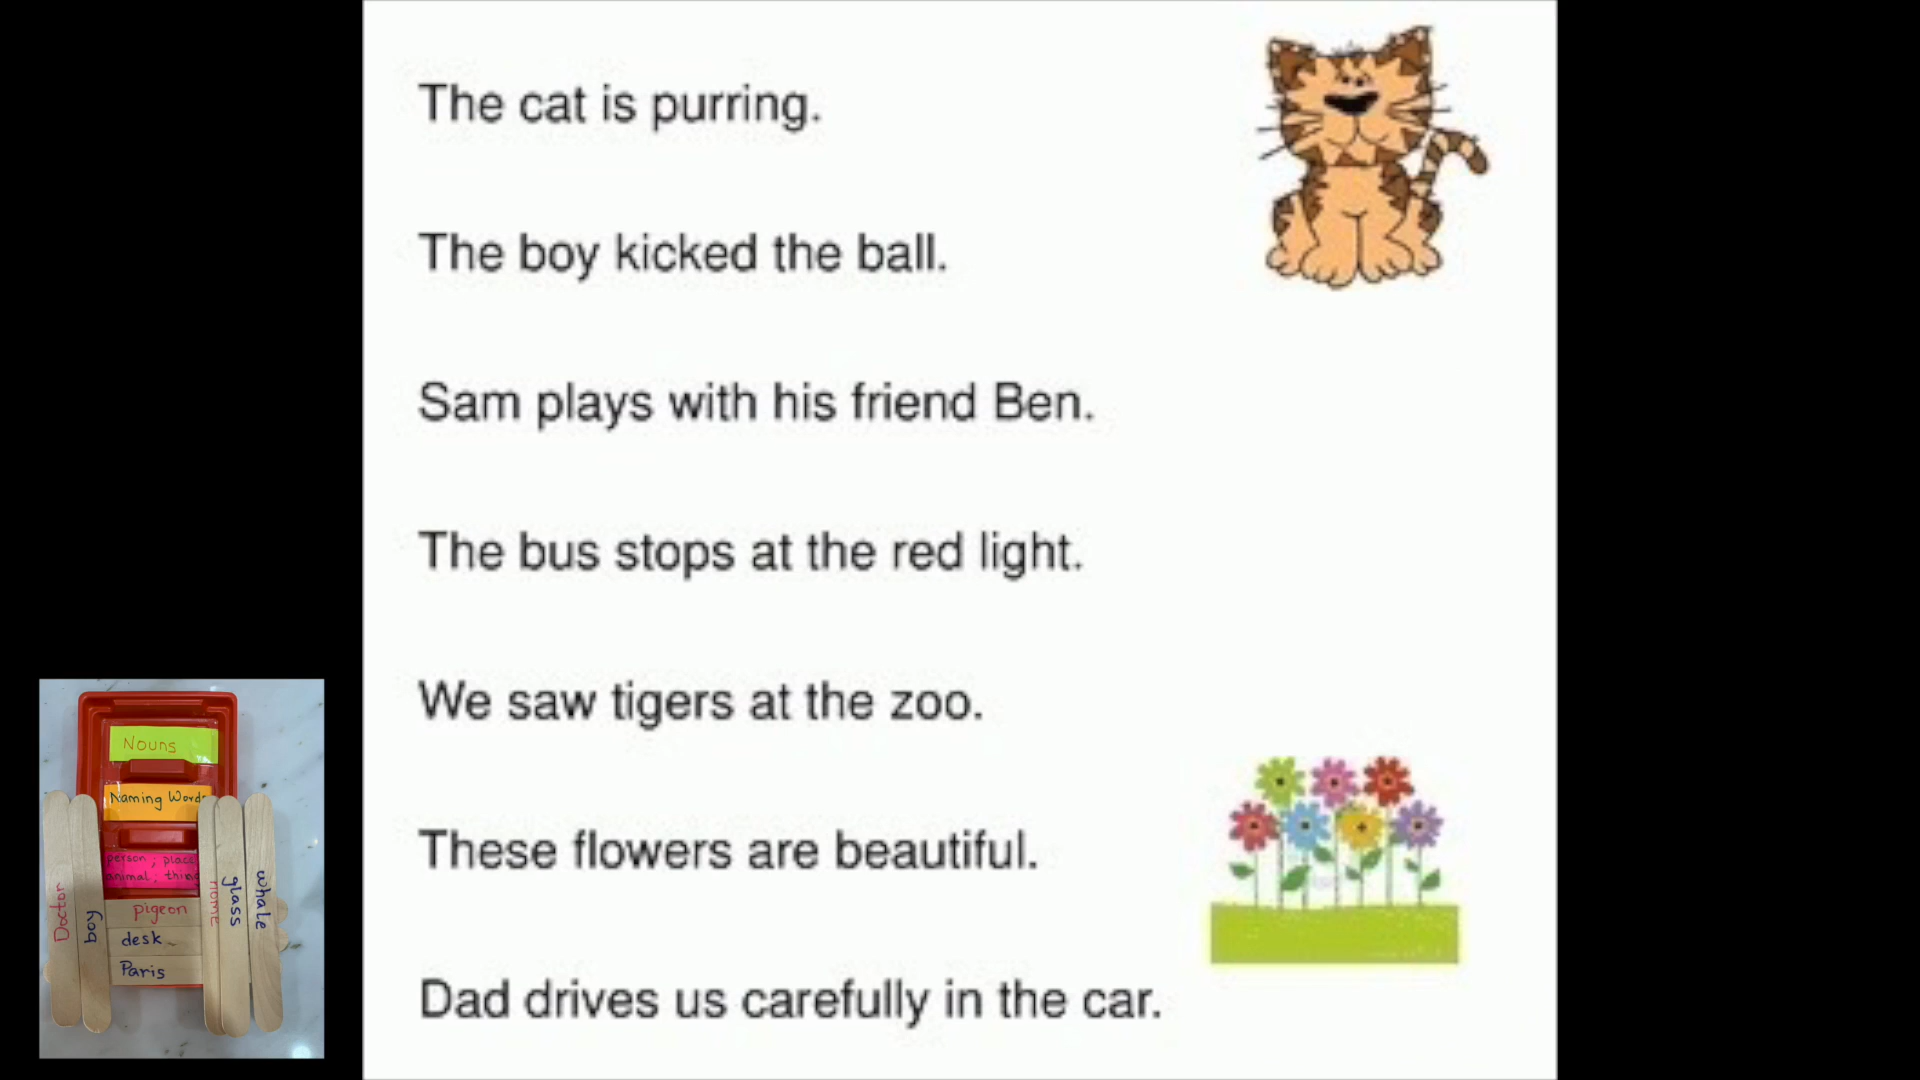 The cat is purring.
The boy kicked the ball.
Sam plays with his friend Ben.
The bus stops at the red light.
We saw tigers at the zoo.
These flowers are beautiful.
Dad drives us carefully in the car.
Nouns
Naming Words
person ; place
animal ; thing
Doctor
boy
pigeon
desk
Paris
home
glass
whale